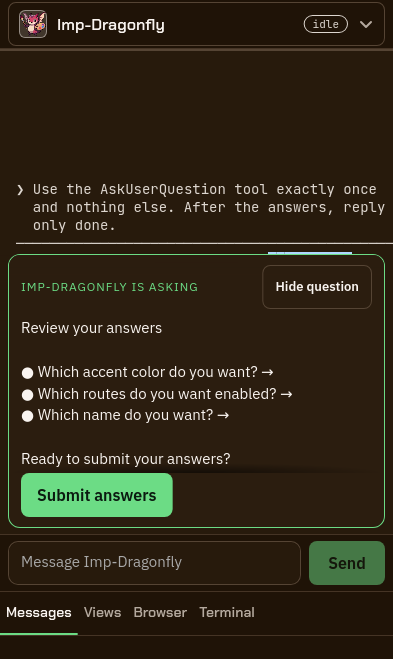 Imp-Dragonfly
idle
❯ Use the AskUserQuestion tool exactly once
and nothing else. After the answers, reply
only done.
IMP-DRAGONFLY IS ASKING
Hide question
Review your answers
● Which accent color do you want? →
● Which routes do you want enabled? →
● Which name do you want? →
Ready to submit your answers?
Submit answers
Message Imp-Dragonfly
Send
Messages Views Browser Terminal